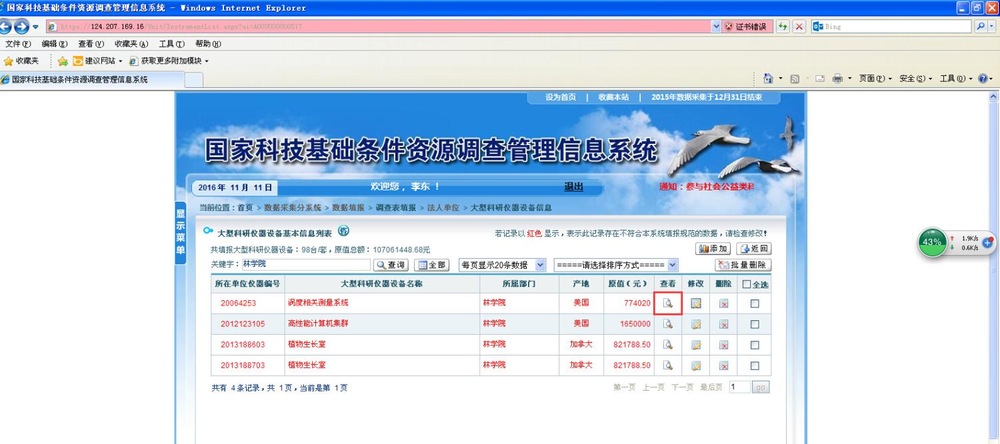 国家科技基础条件资源调查管理信息系统 - Windows Internet Explorer
https://124.207.169.16/Unit/InstrumentList.aspx?ui=A00V000000517 证书错误 Bing
文件(F) 编辑(E) 查看(V) 收藏夹(A) 工具(T) 帮助(H)
收藏夹 建议网站 获取更多附加模块
国家科技基础条件资源调查管理信息系统 页面(P) 安全(S) 工具(O)
设为首页 | 收藏本站 | 2015年数据采集于12月31日结束
国家科技基础条件资源调查管理信息系统
2016 年 11 月 11 日 欢迎您，李东 ！ 退出 通知：参与社会公益类科
当前位置：首页 > 数据采集分系统 > 数据填报 > 调查表填报 > 法人单位 > 大型科研仪器设备信息
显示菜单
大型科研仪器设备基本信息列表 若记录以 红色 显示，表示此记录存在不符合本系统填报规范的数据，请检查修改!
共填报大型科研仪器设备：98台/套，原值总额：107061448.68元 添加 返回
关键字：林学院 查询 全部 每页显示20条数据 =====请选择排序方式===== 批量删除
所在单位仪器编号 大型科研仪器设备名称 所属部门 产地 原值（元） 查看 修改 删除 全选
20064253 涡度相关测量系统 林学院 美国 774020
2012123105 高性能计算机集群 林学院 美国 1650000
2013188603 植物生长室 林学院 加拿大 821788.50
2013188703 植物生长室 林学院 加拿大 821788.50
共有 4 条记录，共 1 页，当前是第 1 页 第一页 上一页 下一页 最后页 1 go
43% 1.9K/s
0.6K/s